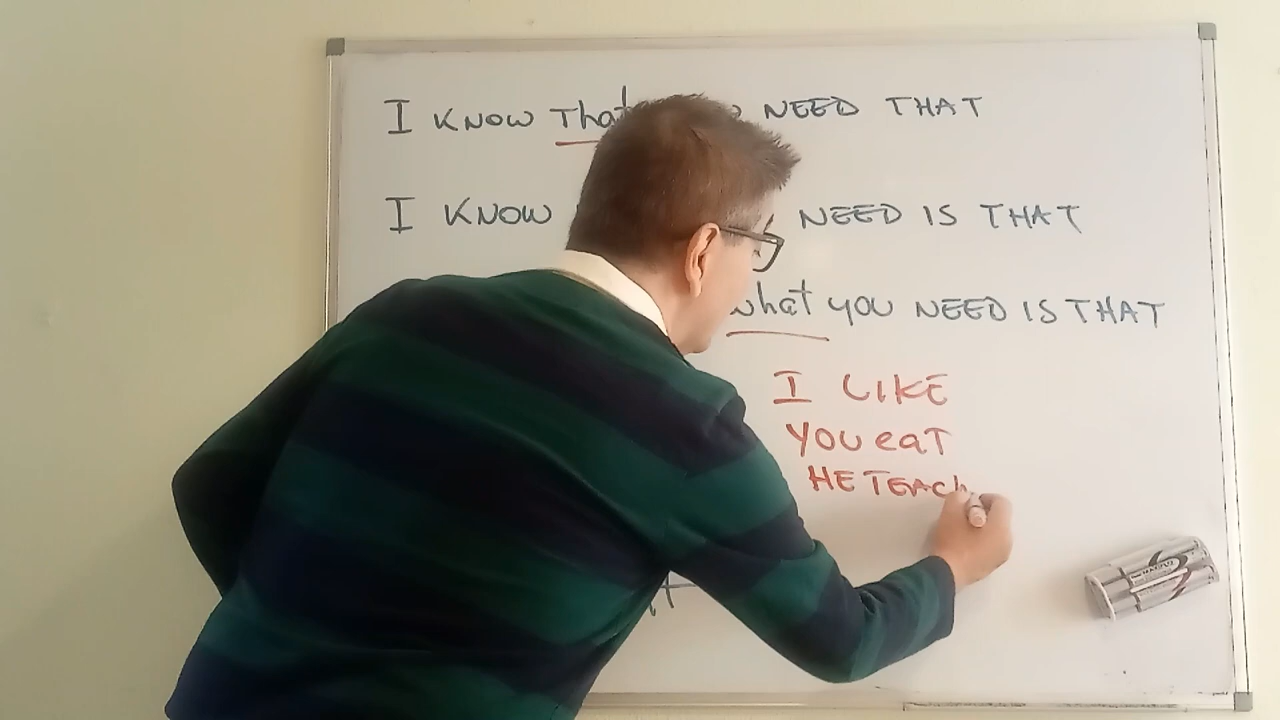 I KNOW That NEED THAT
I KNOW NEED IS THAT
what YOU NEED IS THAT
I LIKE
YOU eaT
HE TEACH